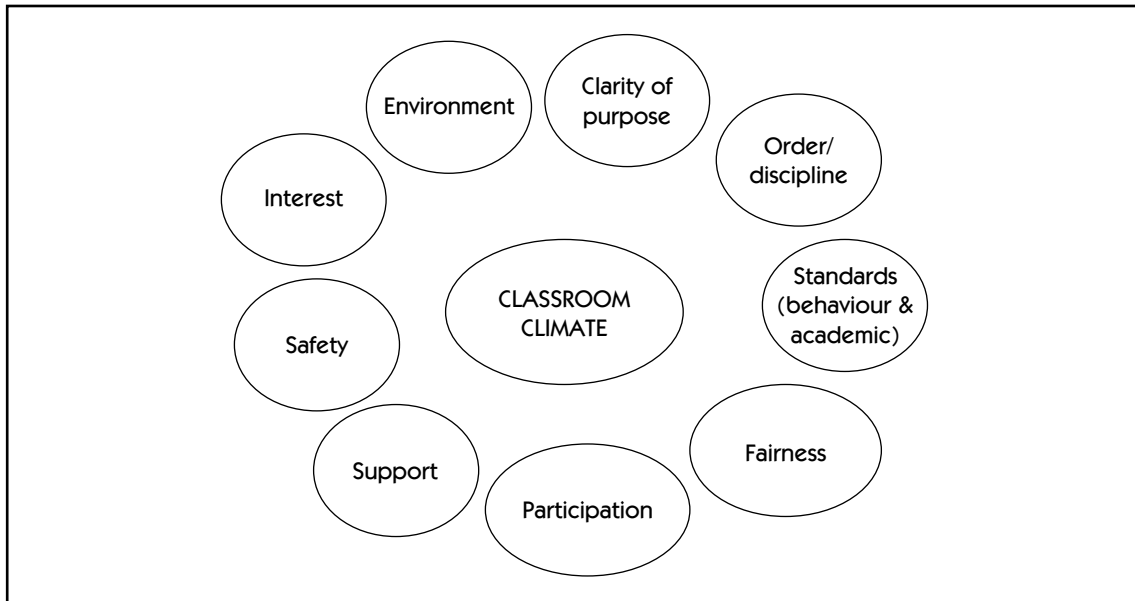 Environment
Clarity of
purpose
Order/
discipline
Interest
Standards
(behaviour &
academic)
CLASSROOM
CLIMATE
Safety
Fairness
Support
Participation